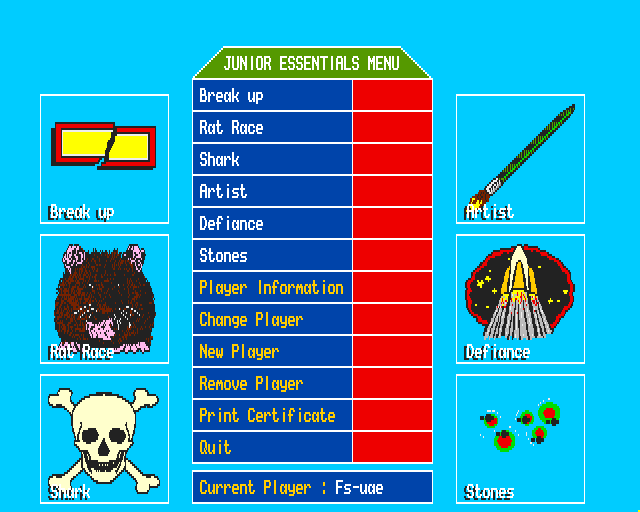 JUNIOR ESSENTIALS MENU
Break up
Rat Race
Shark
Artist
Defiance
Stones
Player Information
Change Player
New Player
Remove Player
Print Certificate
Quit
Current Player : Fs-uae
Break up
Rat Race
Shark
Artist
Defiance
Stones